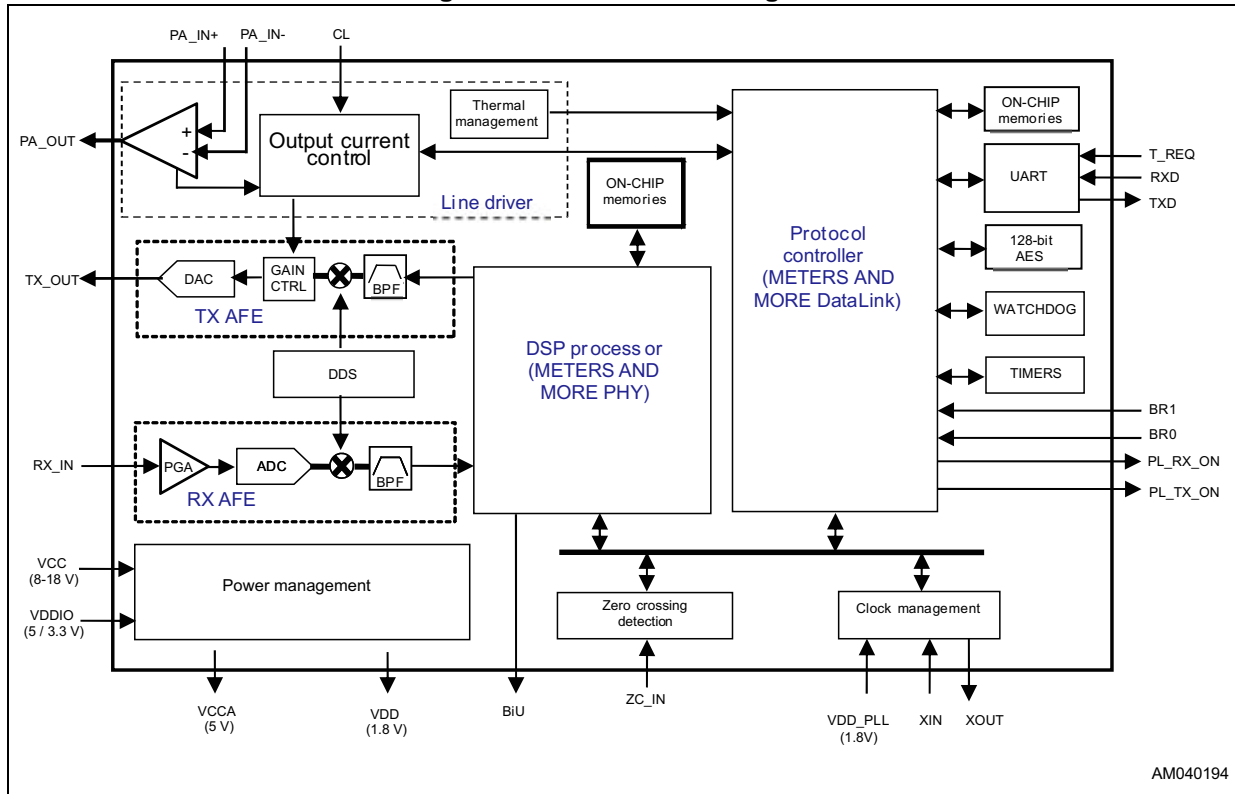 PA_IN+
PA_IN-
CL
PA_OUT
+
-
Output current
control
Thermal
management
Line driver
ON-CHIP
memories
Protocol
controller
(METERS AND
MORE DataLink)
ON-CHIP
memories
UART
T_REQ
RXD
TXD
128-bit
AES
WATCHDOG
TIMERS
BR1
BR0
PL_RX_ON
PL_TX_ON
TX_OUT
DAC
GAIN
CTRL
BPF
TX AFE
DDS
DSP process or
(METERS AND
MORE PHY)
RX_IN
PGA
ADC
BPF
RX AFE
VCC
(8-18 V)
VDDIO
(5 / 3.3 V)
Power management
Zero crossing
detection
Clock management
VCCA
(5 V)
VDD
(1.8 V)
BiU
ZC_IN
VDD_PLL
(1.8V)
XIN
XOUT
AM040194